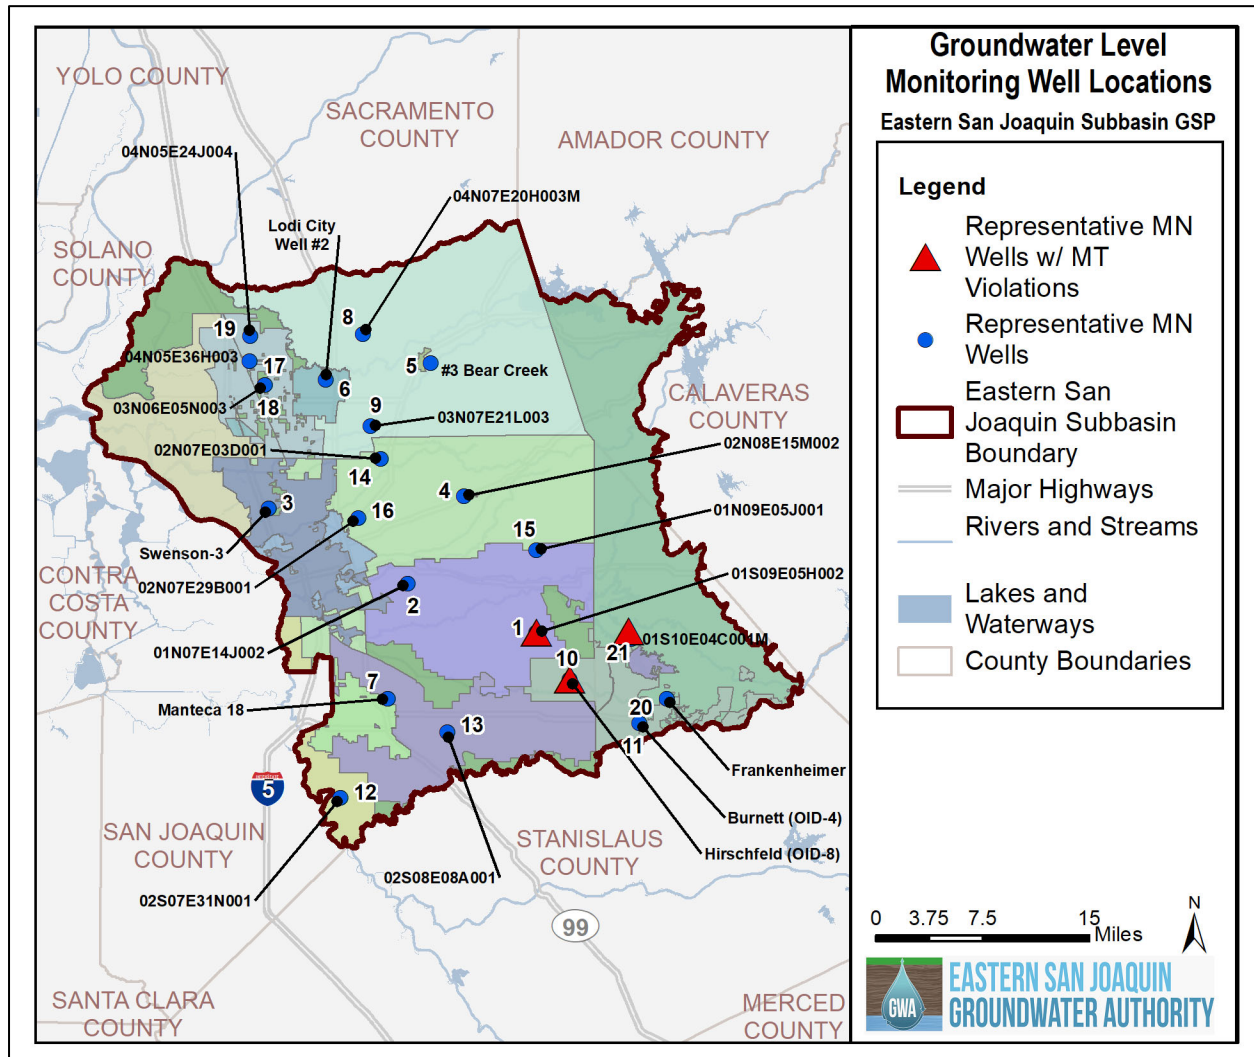 Groundwater Level
Monitoring Well Locations
Eastern San Joaquin Subbasin GSP
Legend
Representative MN
Wells w/ MT
Violations
Representative MN
Wells
Eastern San
Joaquin Subbasin
Boundary
Major Highways
Rivers and Streams
Lakes and
Waterways
County Boundaries
0 3.75 7.5 15
Miles
N
GWA
EASTERN SAN JOAQUIN
GROUNDWATER AUTHORITY
YOLO COUNTY
SACRAMENTO
COUNTY
AMADOR COUNTY
04N05E24J004
04N07E20H003M
Lodi City
Well #2
SOLANO
COUNTY
19
8
04N05E36H003
17
5
#3 Bear Creek
6
CALAVERAS
COUNTY
03N06E05N003
18
9
03N07E21L003
02N07E03D001
14
02N08E15M002
4
3
16
15
01N09E05J001
Swenson-3
CONTRA
COSTA
COUNTY
02N07E29B001
2
01S09E05H002
1
01S10E04C001M
21
01N07E14J002
10
7
Manteca 18
20
13
11
Frankenheimer
5
12
Burnett (OID-4)
SAN JOAQUIN
COUNTY
STANISLAUS
COUNTY
Hirschfeld (OID-8)
02S08E08A001
02S07E31N001
99
SANTA CLARA
COUNTY
MERCED
COUNTY